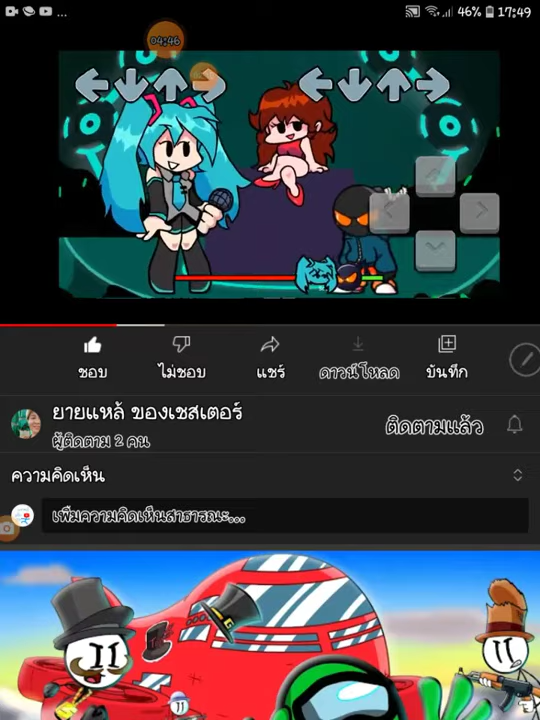 46% 17:49
04:46
ชอบ ไม่ชอบ แชร์ ดาวน์โหลด บันทึก
ยายแหล้ ของเชสเตอร์
ผู้ติดตาม 2 คน
ติดตามแล้ว
ความคิดเห็น
เพิ่มความคิดเห็นสาธารณะ...